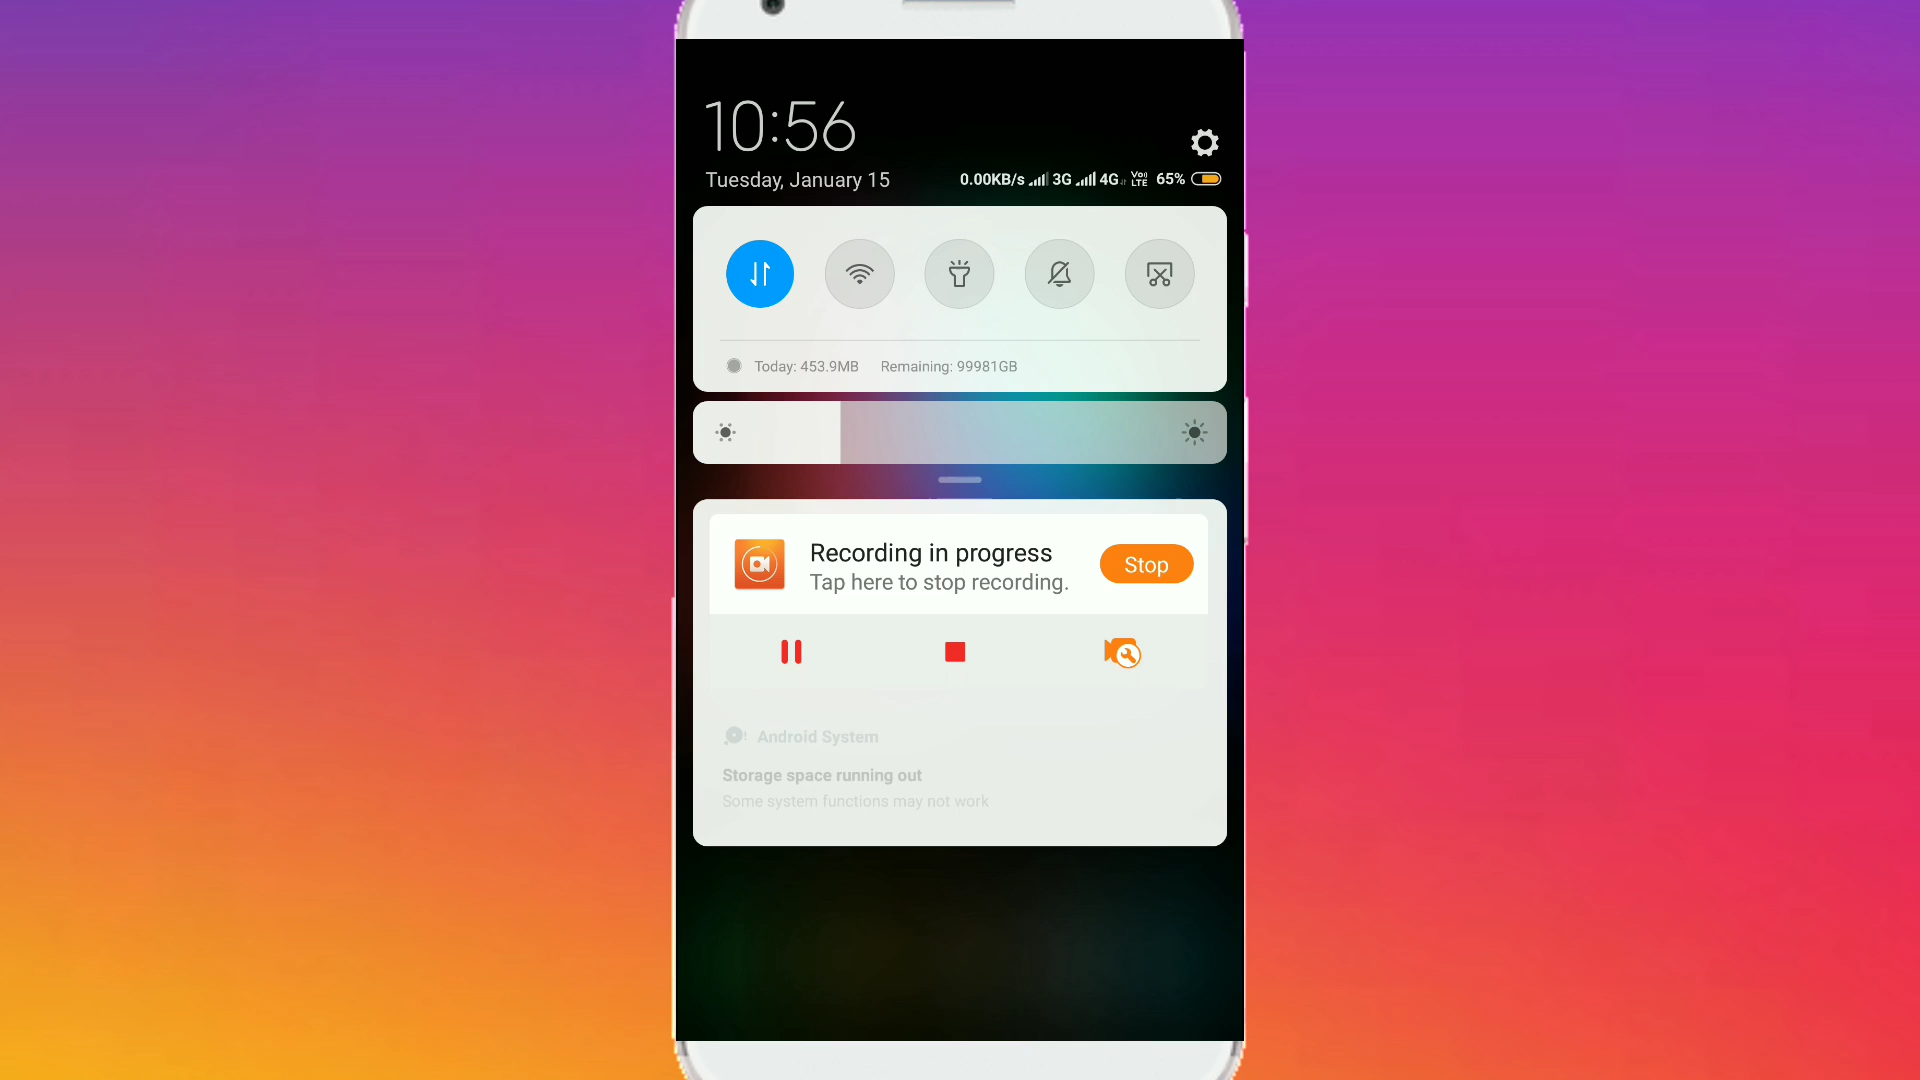 10:56
Tuesday, January 15
0.00KB/s 3G 4G VoLTE 65%
Today: 453.9MB Remaining: 99981GB
Recording in progress
Tap here to stop recording.
Stop
Android System
Storage space running out
Some system functions may not work